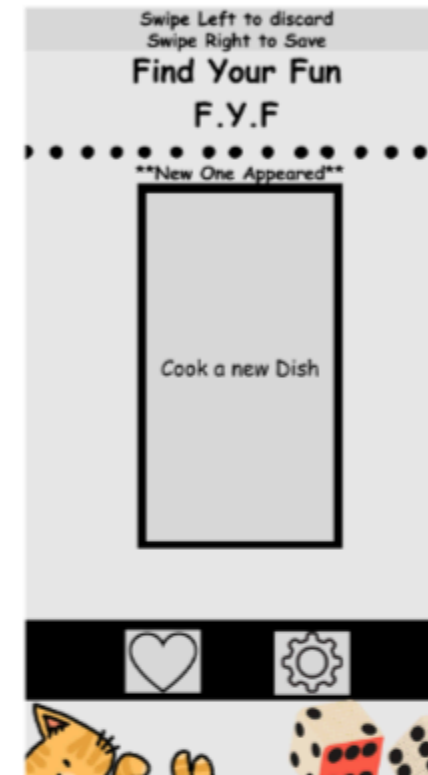 Swipe Left to discard
Swipe Right to Save
Find Your Fun
F.Y.F
**New One Appeared**
Cook a new Dish